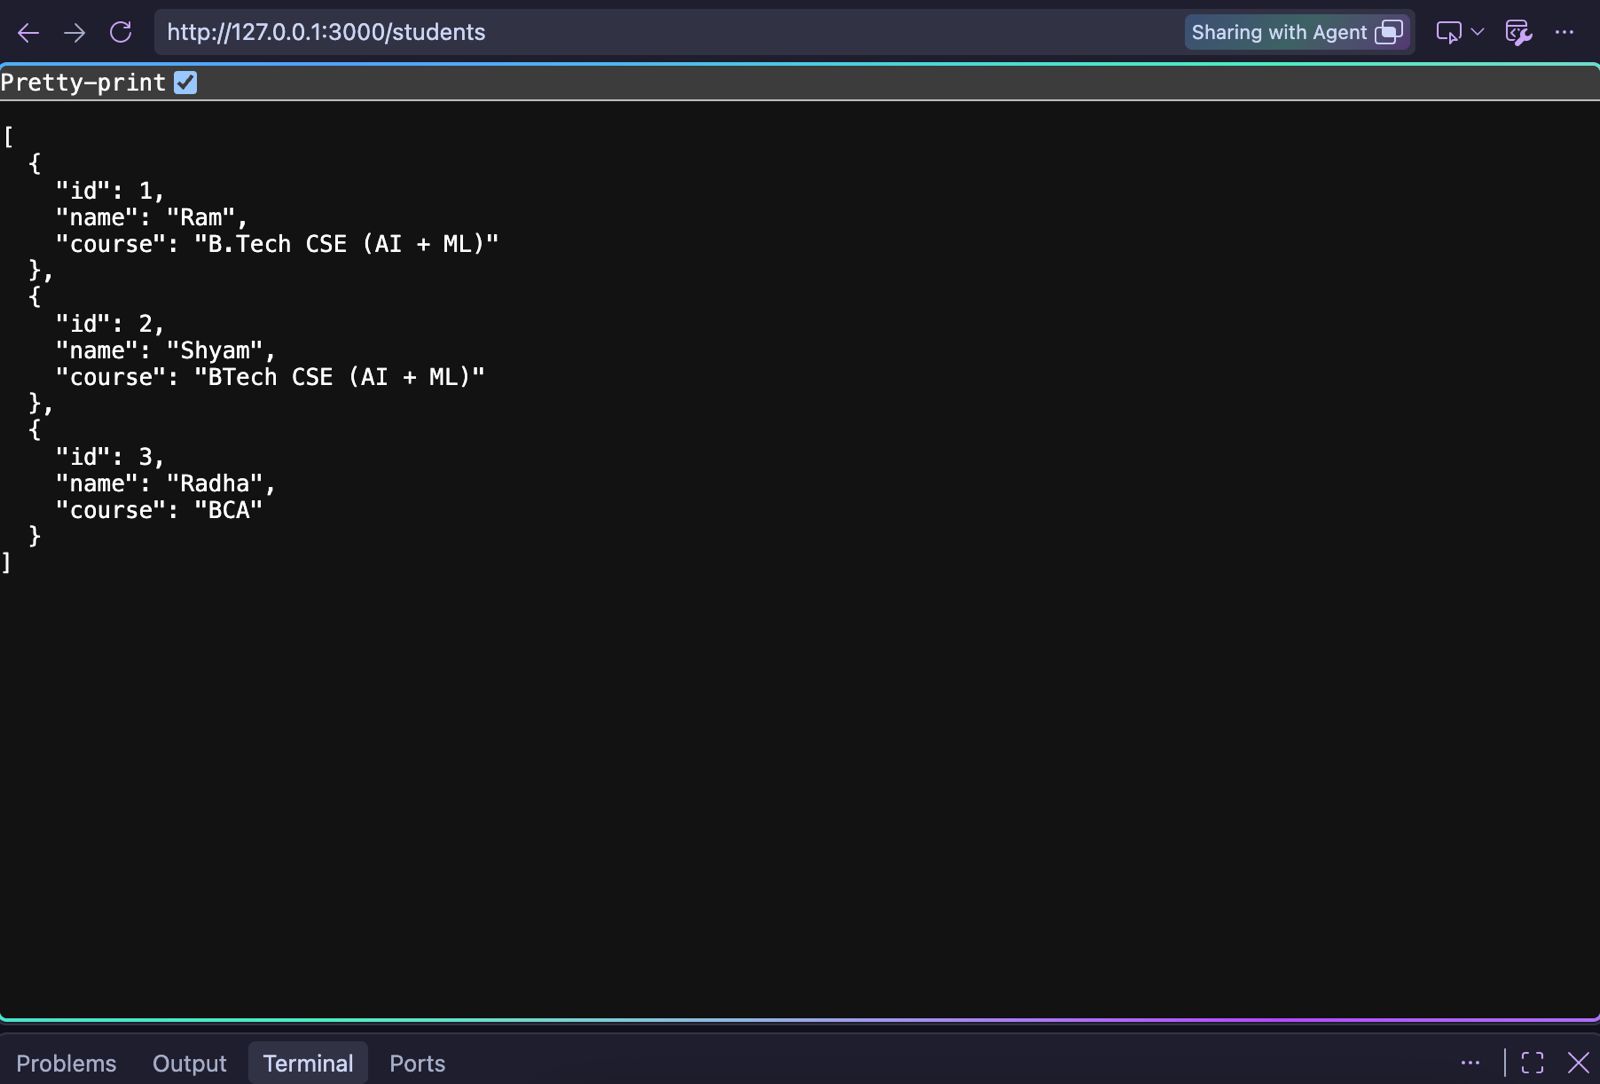 http://127.0.0.1:3000/students
Sharing with Agent
Pretty-print
[
  {
    "id": 1,
    "name": "Ram",
    "course": "B.Tech CSE (AI + ML)"
  },
  {
    "id": 2,
    "name": "Shyam",
    "course": "BTech CSE (AI + ML)"
  },
  {
    "id": 3,
    "name": "Radha",
    "course": "BCA"
  }
]
Problems Output Terminal Ports